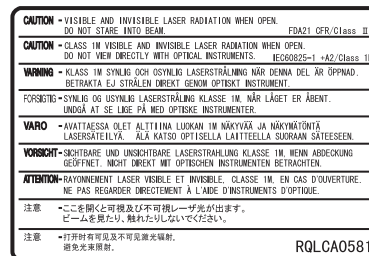 CAUTION - VISIBLE AND INVISIBLE LASER RADIATION WHEN OPEN.
DO NOT STARE INTO BEAM. FDA21 CFR/Class II
CAUTION - CLASS 1M VISIBLE AND INVISIBLE LASER RADIATION WHEN OPEN.
DO NOT VIEW DIRECTLY WITH OPTICAL INSTRUMENTS. IEC60825-1 +A2/Class 1
VARNING - KLASS 1M SYNLIG OCH OSYNLIG LASERSTRÅLNING NÄR DENNA DEL ÄR ÖPPNAD.
BETRAKTA EJ STRÅLEN DIREKT GENOM OPTISKT INSTRUMENT.
FORSIGTIG - SYNLIG OG USYNLIG LASERSTRÅLING KLASSE 1M, NÅR LÅGET ER ÅBENT.
UNDGÅ AT SE LIGE PÅ MED OPTISKE INSTRUMENTER.
VARO - AVATTAESSA OLET ALTTIINA LUOKAN 1M NÄKYVÄÄ JA NÄKYMÄTÖNTÄ
LASERSÄTEILYÄ. ÄLÄ KATSO OPTISELLA LAITTEELLA SUORAAN SÄTEESEEN.
VORSICHT - SICHTBARE UND UNSICHTBARE LASERSTRAHLUNG KLASSE 1M, WENN ABDECKUNG
GEÖFFNET. NICHT DIREKT MIT OPTISCHEN INSTRUMENTEN BETRACHTEN.
ATTENTION - RAYONNEMENT LASER VISIBLE ET INVISIBLE, CLASSE 1M, EN CAS D'OUVERTURE.
NE PAS REGARDER DIRECTEMENT À L'AIDE D'INSTRUMENTS D'OPTIQUE.
注意 - ここを開くと可視及び不可視レーザ光が出ます。
ビームを見たり、触れたりしないでください。
注意 - 打开时有可见及不可见激光辐射。
避免光束照射。 RQLCA0581